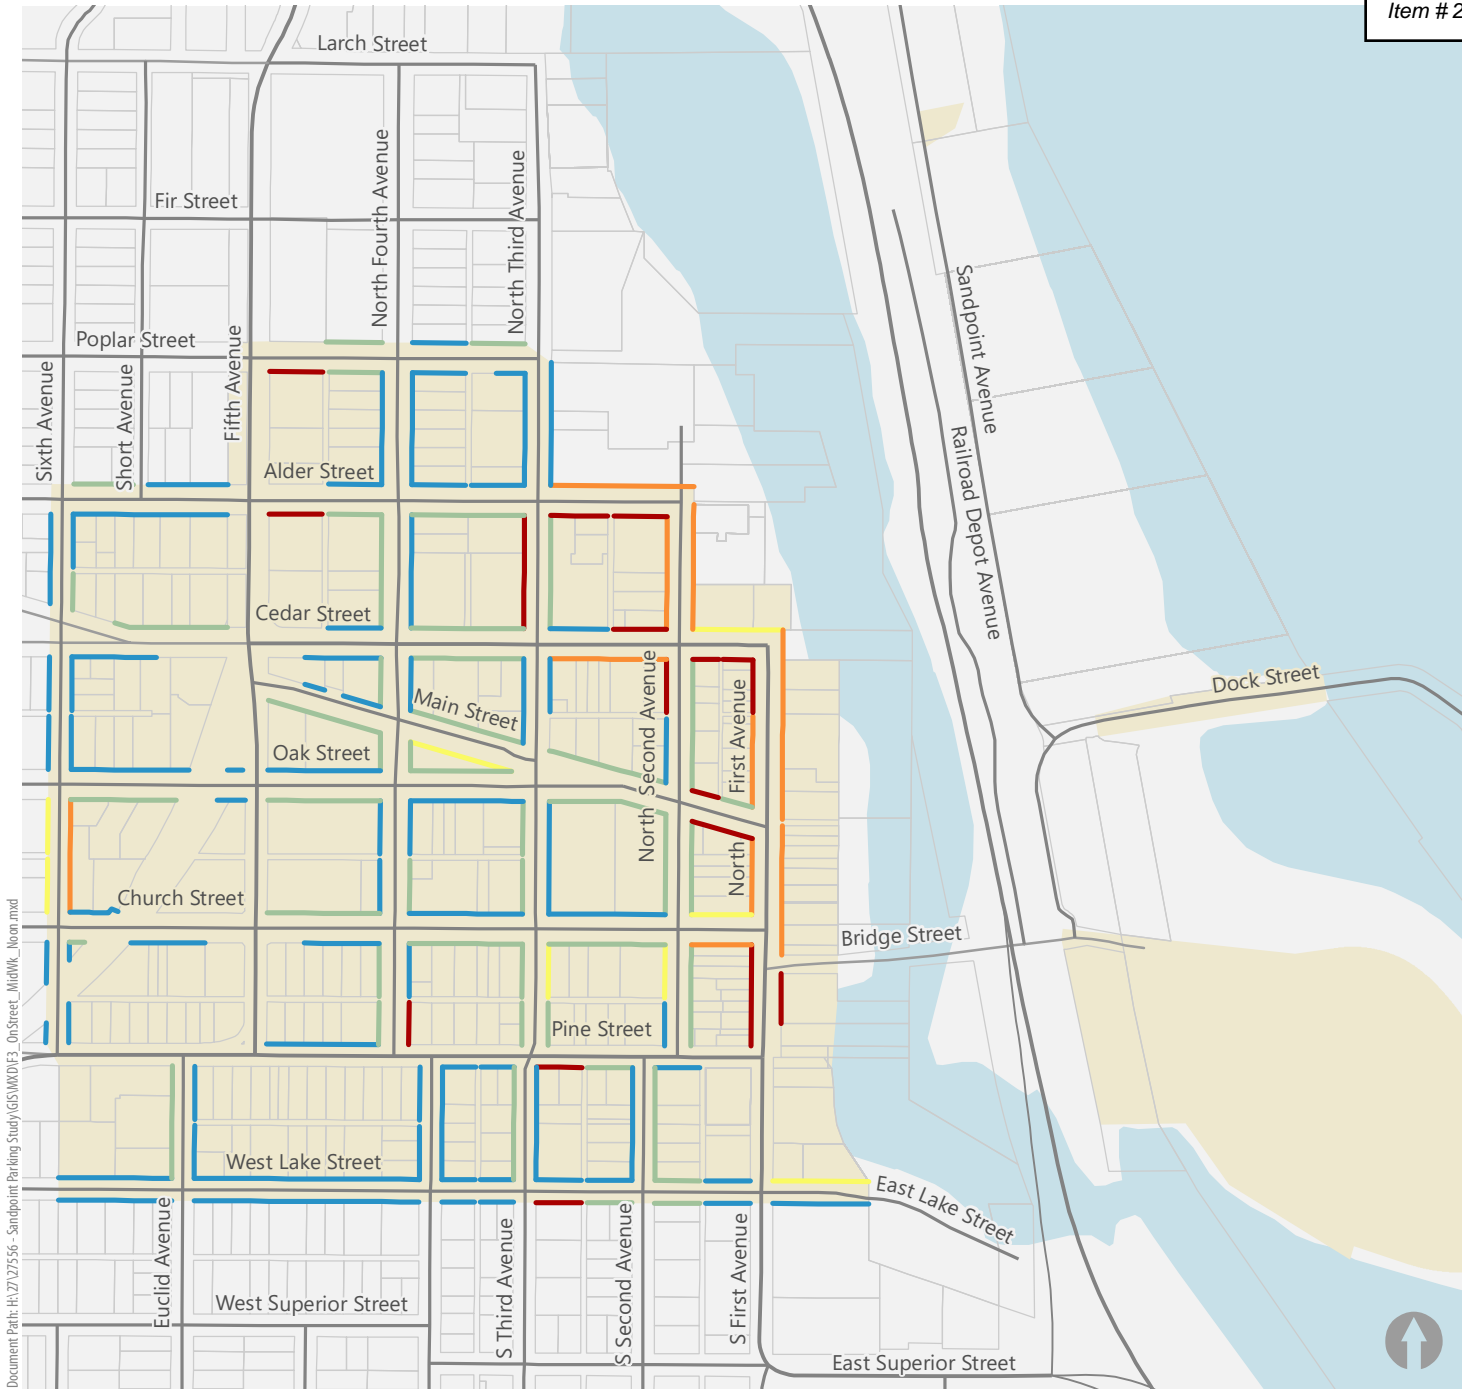 Item # 2
Larch Street
Fir Street
North Fourth Avenue
North Third Avenue
Poplar Street
Sixth Avenue
Short Avenue
Fifth Avenue
Alder Street
Sandpoint Avenue
Railroad Depot Avenue
Cedar Street
Main Street
Oak Street
North Second Avenue
North First Avenue
Dock Street
Church Street
Bridge Street
Pine Street
West Lake Street
East Lake Street
Euclid Avenue
S Third Avenue
S Second Avenue
S First Avenue
West Superior Street
East Superior Street
Document Path: H:\27\27556 - Sandpoint Parking Study\GIS\MXD\F3_OnStreet_MidWk_Noon.mxd